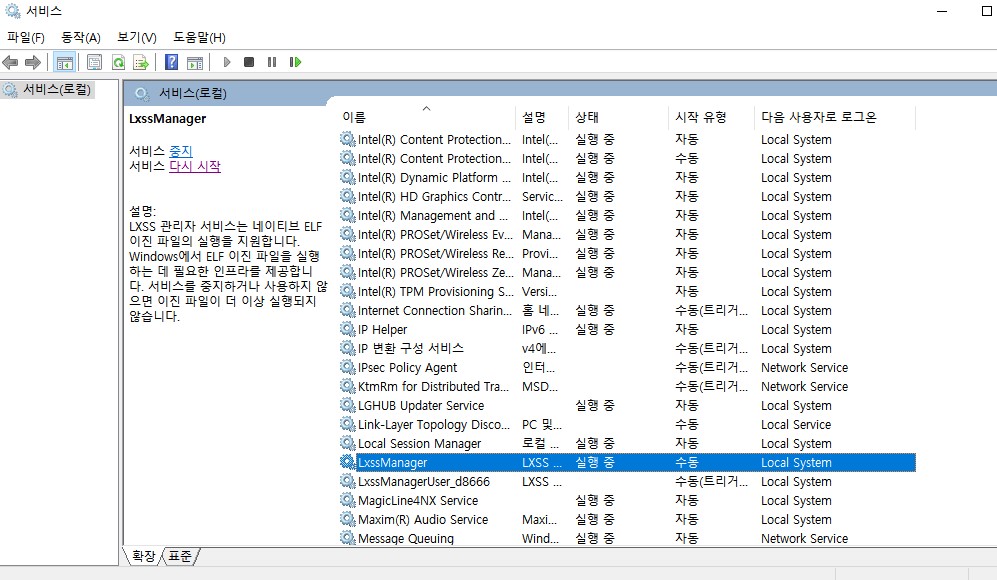 서비스
파일(F) 동작(A) 보기(V) 도움말(H)
서비스(로컬)
서비스(로컬)
LxssManager
서비스 중지
서비스 다시 시작
설명:
LXSS 관리자 서비스는 네이티브 ELF
이진 파일의 실행을 지원합니다.
Windows에서 ELF 이진 파일을 실행
하는 데 필요한 인프라를 제공합니
다. 서비스를 중지하거나 사용하지 않
으면 이진 파일이 더 이상 실행되지
않습니다.
이름 설명 상태 시작 유형 다음 사용자로 로그온
Intel(R) Content Protection... Intel(... 실행 중 자동 Local System
Intel(R) Content Protection... Intel(... 실행 중 수동 Local System
Intel(R) Dynamic Platform ... Intel(... 실행 중 자동 Local System
Intel(R) HD Graphics Contr... Servic... 실행 중 자동 Local System
Intel(R) Management and ... Intel(... 실행 중 자동 Local System
Intel(R) PROSet/Wireless Ev... Mana... 실행 중 자동 Local System
Intel(R) PROSet/Wireless Re... Provi... 실행 중 자동 Local System
Intel(R) PROSet/Wireless Ze... Mana... 실행 중 자동 Local System
Intel(R) TPM Provisioning S... Versi... 자동 Local System
Internet Connection Sharin... 홈 네... 실행 중 수동(트리거... Local System
IP Helper IPv6 ... 실행 중 자동 Local System
IP 변환 구성 서비스 v4에... 수동(트리거... Local System
IPsec Policy Agent 인터... 수동(트리거... Network Service
KtmRm for Distributed Tra... MSD... 수동(트리거... Network Service
LGHUB Updater Service 실행 중 자동 Local System
Link-Layer Topology Disco... PC 및... 수동 Local Service
Local Session Manager 로컬 ... 실행 중 자동 Local System
LxssManager LXSS ... 실행 중 수동 Local System
LxssManagerUser_d8666 LXSS ... 수동(트리거... Local System
MagicLine4NX Service 실행 중 자동 Local System
Maxim(R) Audio Service Maxi... 실행 중 자동 Local System
Message Queuing Wind... 실행 중 자동 Network Service
확장 표준